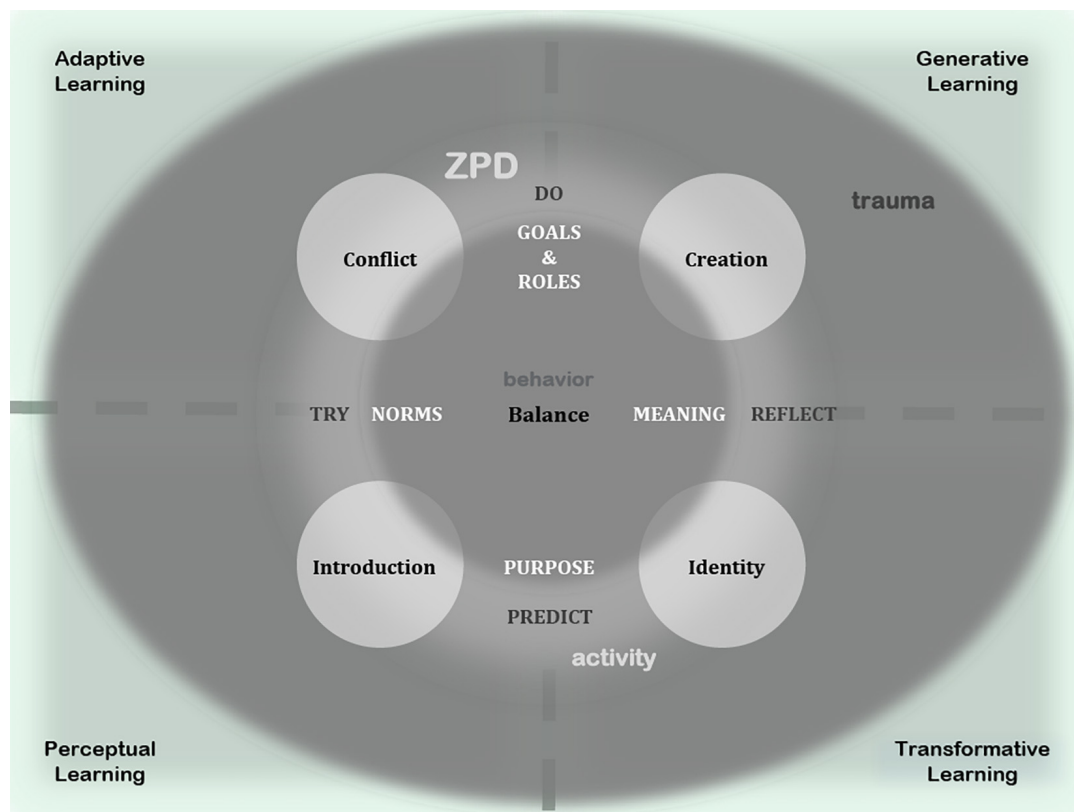 Adaptive
Learning
Generative
Learning
ZPD
DO
trauma
GOALS
&
ROLES
Conflict
Creation
behavior
TRY NORMS Balance MEANING REFLECT
Introduction PURPOSE Identity
PREDICT
activity
Perceptual
Learning
Transformative
Learning